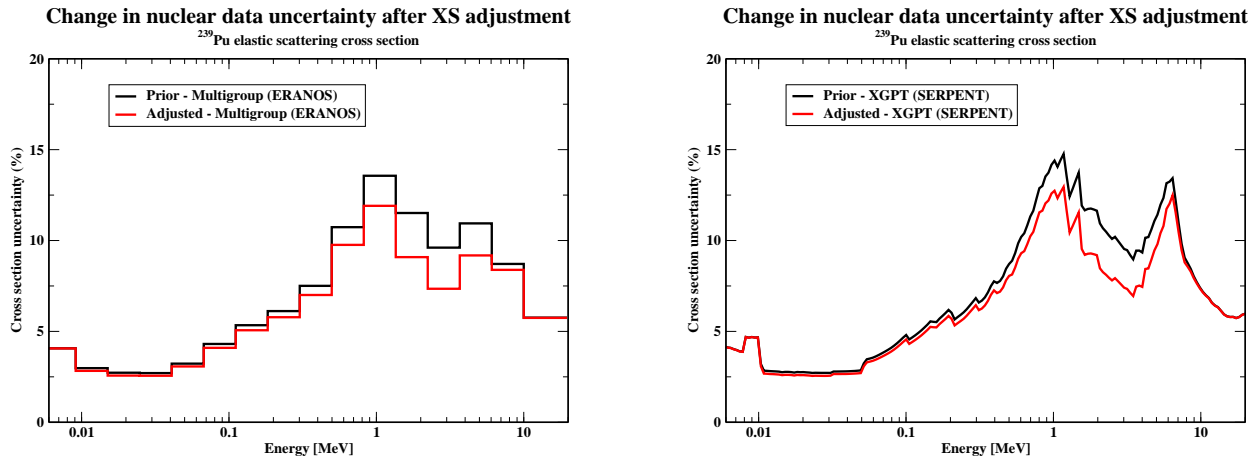 Change in nuclear data uncertainty after XS adjustment
²³⁹Pu elastic scattering cross section
Prior - Multigroup (ERANOS)
Adjusted - Multigroup (ERANOS)
Cross section uncertainty (%)
20
15
10
5
0
0.01
0.1
1
10
Energy [MeV]
Change in nuclear data uncertainty after XS adjustment
²³⁹Pu elastic scattering cross section
Prior - XGPT (SERPENT)
Adjusted - XGPT (SERPENT)
Cross section uncertainty (%)
20
15
10
5
0
0.01
0.1
1
10
Energy [MeV]